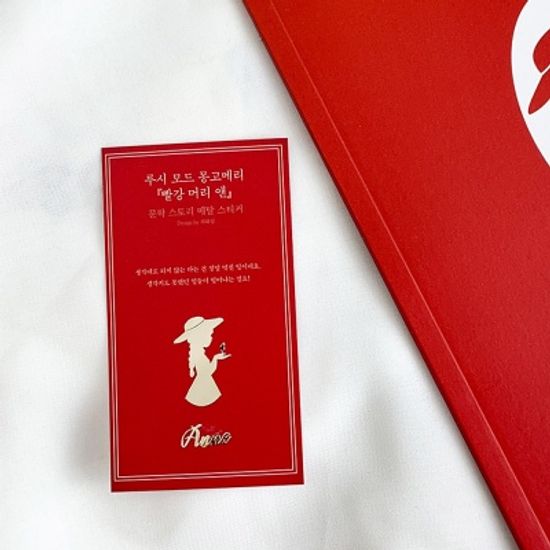 루시 모드 몽고메리
『빨강 머리 앤』
문학 스토리 메탈 스티커
Design by
생각대로 되지 않는 다는 건 정말 멋진 일이에요.
생각지도 못했던 일들이 일어나는 걸요!
Anne